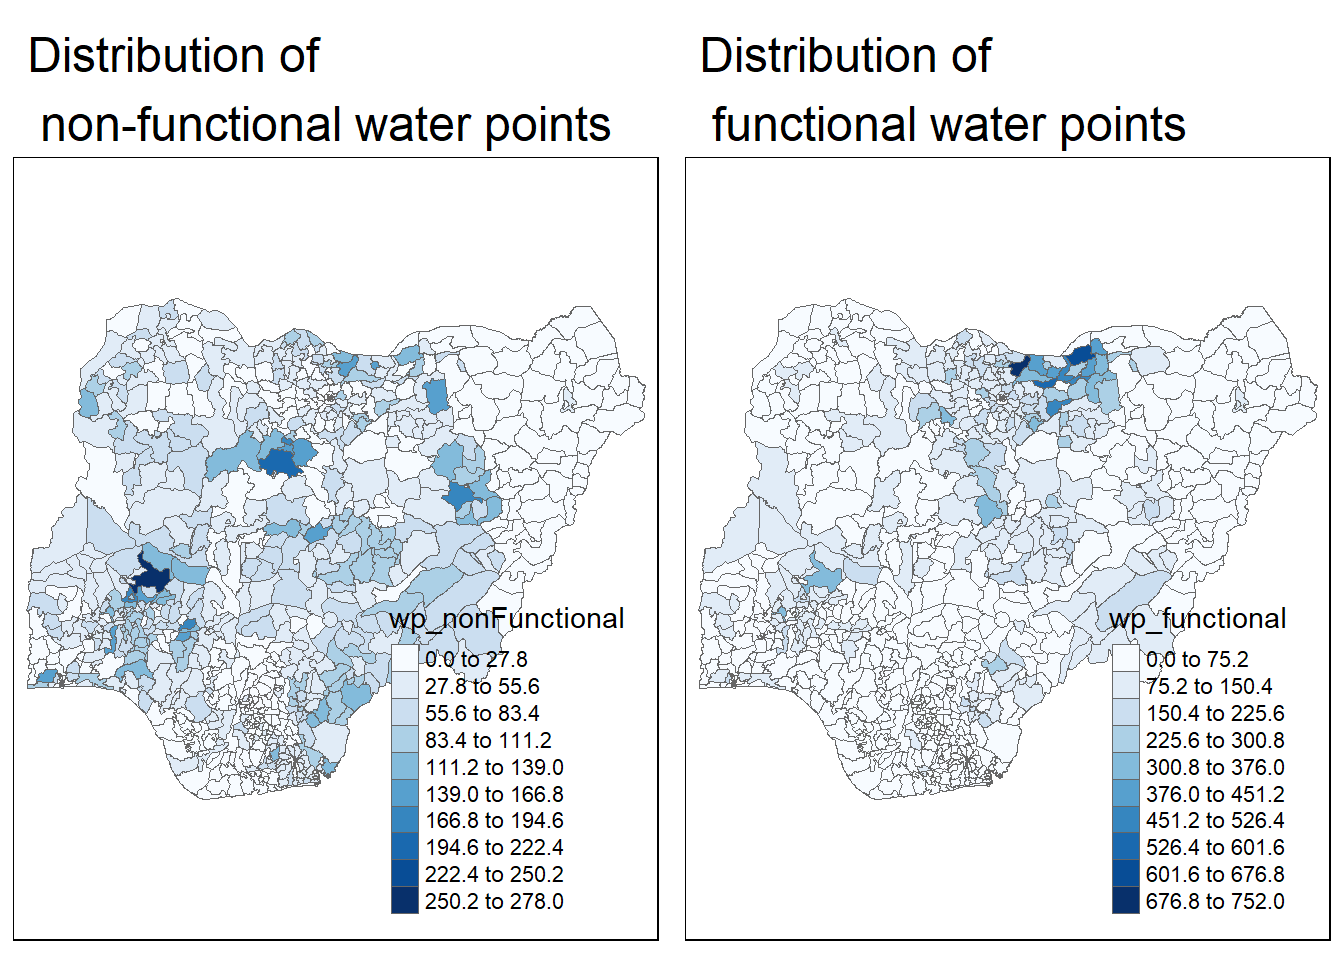 Distribution of
non-functional water points
wp_nonFunctional
0.0 to 27.8
27.8 to 55.6
55.6 to 83.4
83.4 to 111.2
111.2 to 139.0
139.0 to 166.8
166.8 to 194.6
194.6 to 222.4
222.4 to 250.2
250.2 to 278.0
Distribution of
functional water points
wp_functional
0.0 to 75.2
75.2 to 150.4
150.4 to 225.6
225.6 to 300.8
300.8 to 376.0
376.0 to 451.2
451.2 to 526.4
526.4 to 601.6
601.6 to 676.8
676.8 to 752.0